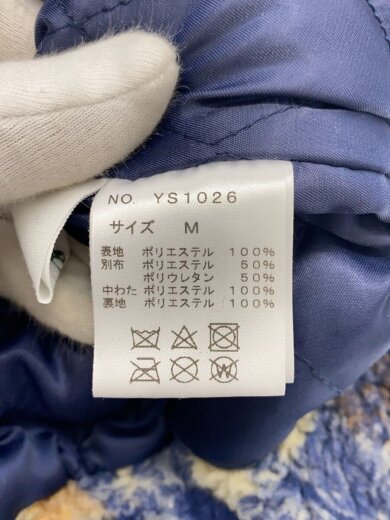 NO. YS1026
サイズ M
表地 ポリエステル 100%
別布 ポリエステル 50%
ポリウレタン 50%
中わた ポリエステル 100%
裏地 ポリエステル 100%